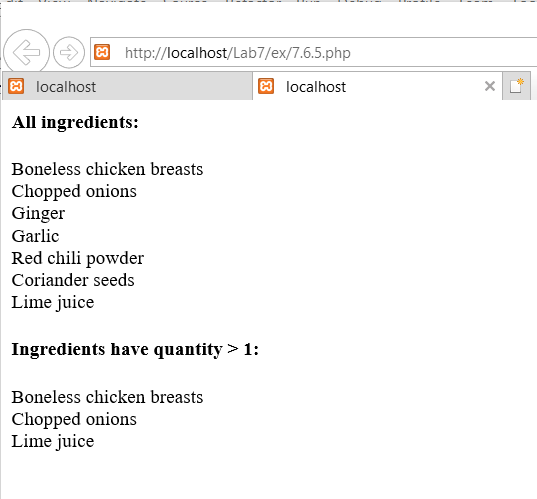 http://localhost/Lab7/ex/7.6.5.php
localhost
localhost
All ingredients:
Boneless chicken breasts
Chopped onions
Ginger
Garlic
Red chili powder
Coriander seeds
Lime juice
Ingredients have quantity > 1:
Boneless chicken breasts
Chopped onions
Lime juice